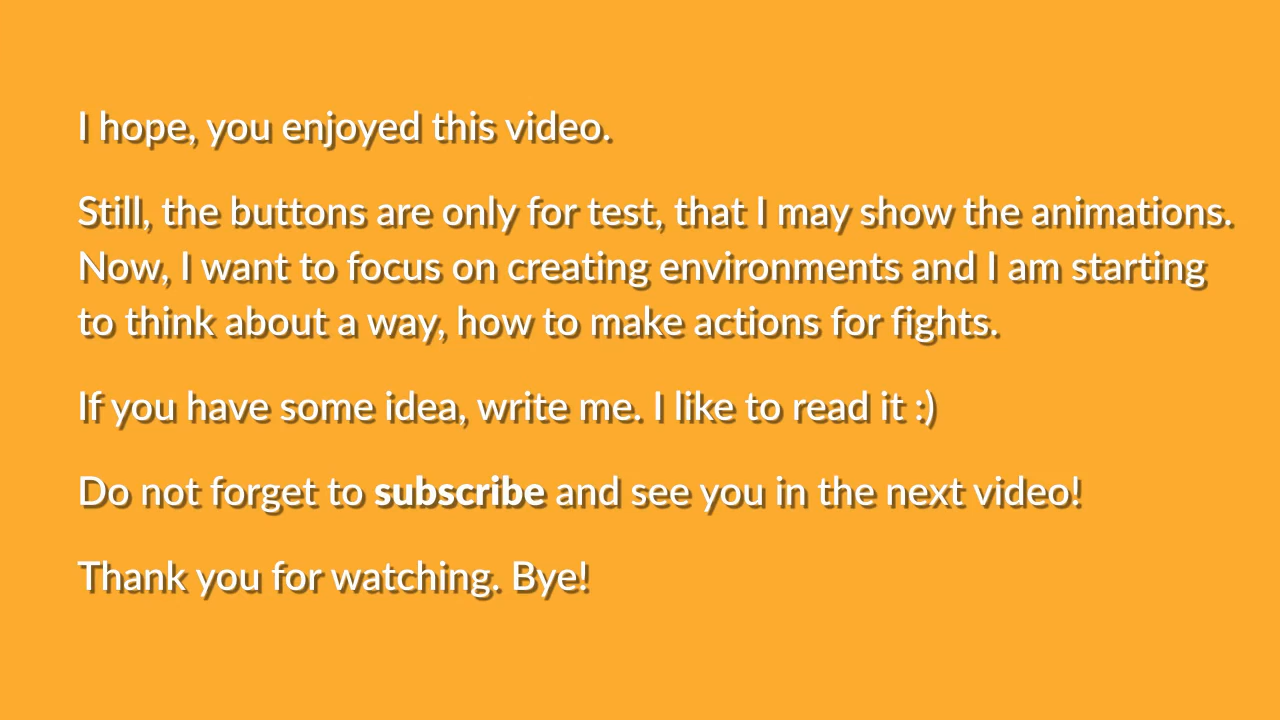 I hope, you enjoyed this video.
Still, the buttons are only for test, that I may show the animations.
Now, I want to focus on creating environments and I am starting
to think about a way, how to make actions for fights.
If you have some idea, write me. I like to read it :)
Do not forget to subscribe and see you in the next video!
Thank you for watching. Bye!